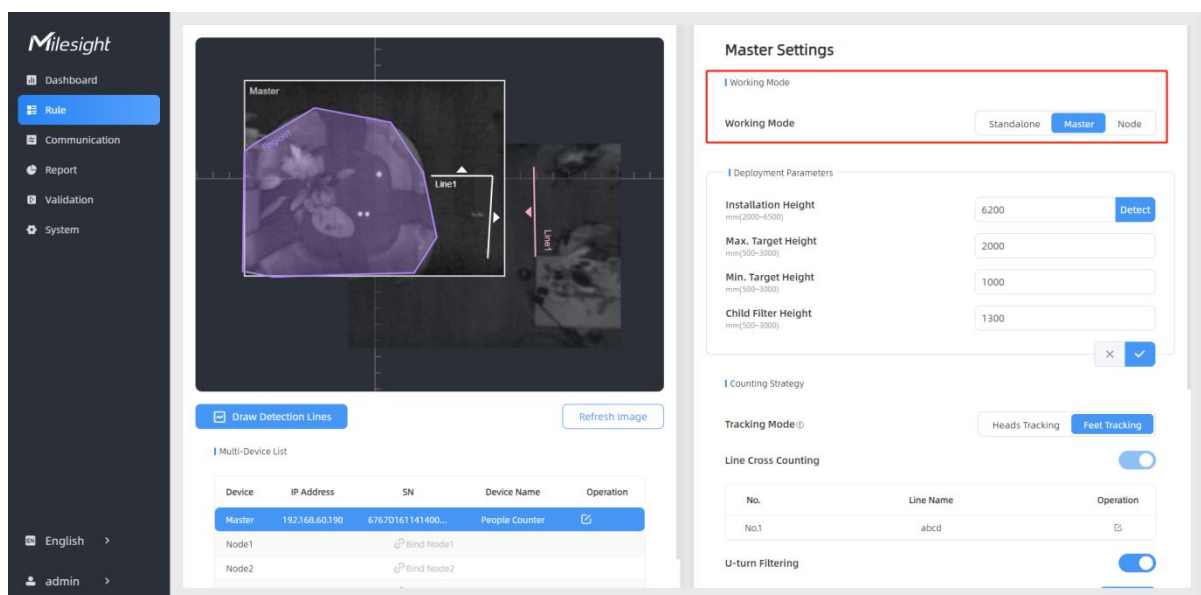 Milesight
Dashboard
Rule
Communication
Report
Validation
System
EN English >
admin >
Master
Region1
Line1
Line1
Draw Detection Lines
Refresh Image
Multi-Device List
Device IP Address SN Device Name Operation
Master 192.168.60.190 6767D161141400... People Counter
Node1 Bind Node1
Node2 Bind Node2
Master Settings
Working Mode
Working Mode Standalone Master Node
Deployment Parameters
Installation Height 6200 Detect
mm(2000~6500)
Max. Target Height 2000
mm(500~3000)
Min. Target Height 1000
mm(500~3000)
Child Filter Height 1300
mm(500~3000)
Counting Strategy
Tracking Mode Heads Tracking Feet Tracking
Line Cross Counting
No. Line Name Operation
No.1 abcd
U-turn Filtering